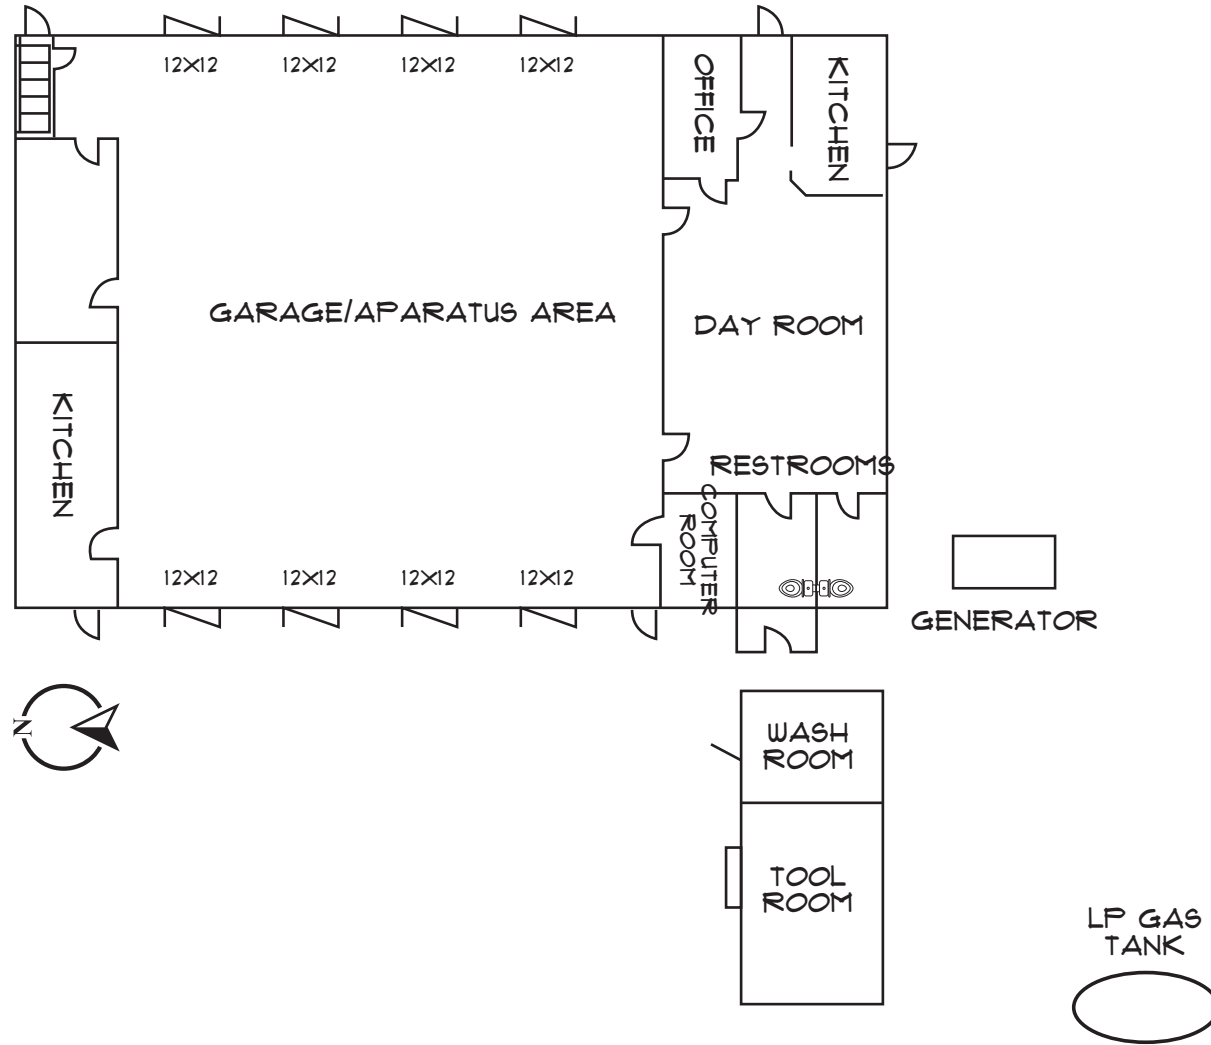 12X12
12X12
12X12
12X12
OFFICE
KITCHEN
GARAGE/APARATUS AREA
DAY ROOM
KITCHEN
RESTROOMS
COMPUTER
ROOM
12X12
12X12
12X12
12X12
GENERATOR
N
WASH
ROOM
TOOL
ROOM
LP GAS
TANK